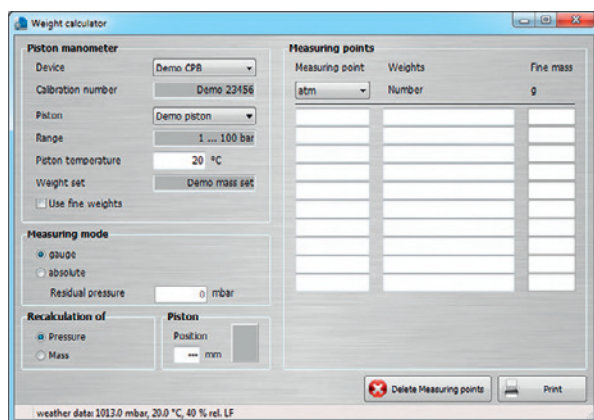 Weight calculator
Piston manometer
Device
Demo CPB
Calibration number
Demo 23456
Piston
Demo piston
Range
1 ... 100 bar
Piston temperature
20 °C
Weight set
Demo mass set
Use fine weights
Measuring mode
gauge
absolute
Residual pressure
0 mbar
Recalculation of
Pressure
Mass
Piston
Position
--- mm
Measuring points
Measuring point Weights Fine mass
atm Number g
Delete Measuring points
Print
weather data: 1013.0 mbar, 20.0 °C, 40 % rel. LF